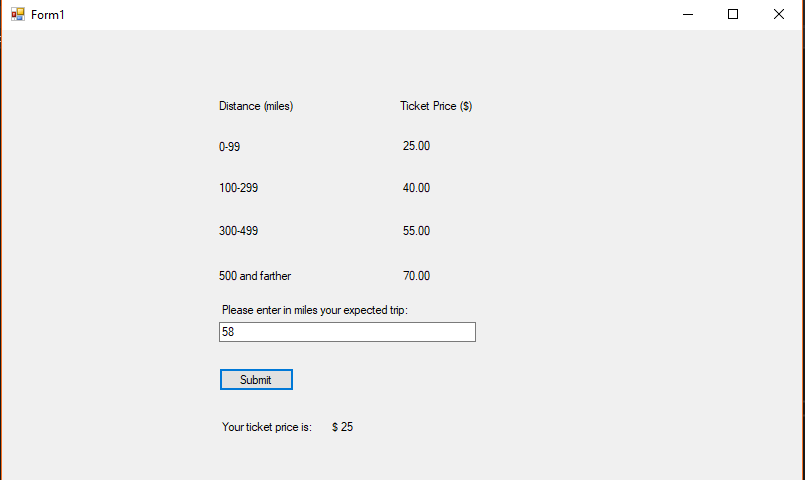 Form1
Distance (miles) Ticket Price ($)
0-99 25.00
100-299 40.00
300-499 55.00
500 and farther 70.00
Please enter in miles your expected trip:
58
Submit
Your ticket price is: $ 25